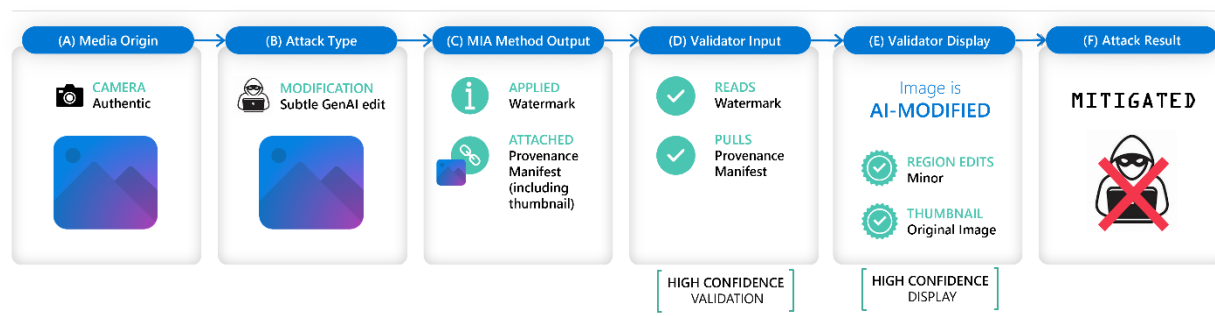 (A) Media Origin
(B) Attack Type
(C) MIA Method Output
(D) Validator Input
(E) Validator Display
(F) Attack Result
CAMERA
Authentic
MODIFICATION
Subtle GenAI edit
APPLIED
Watermark
ATTACHED
Provenance
Manifest
(including
thumbnail)
READS
Watermark
PULLS
Provenance
Manifest
Image is
AI-MODIFIED
REGION EDITS
Minor
THUMBNAIL
Original Image
MITIGATED
HIGH CONFIDENCE
VALIDATION
HIGH CONFIDENCE
DISPLAY